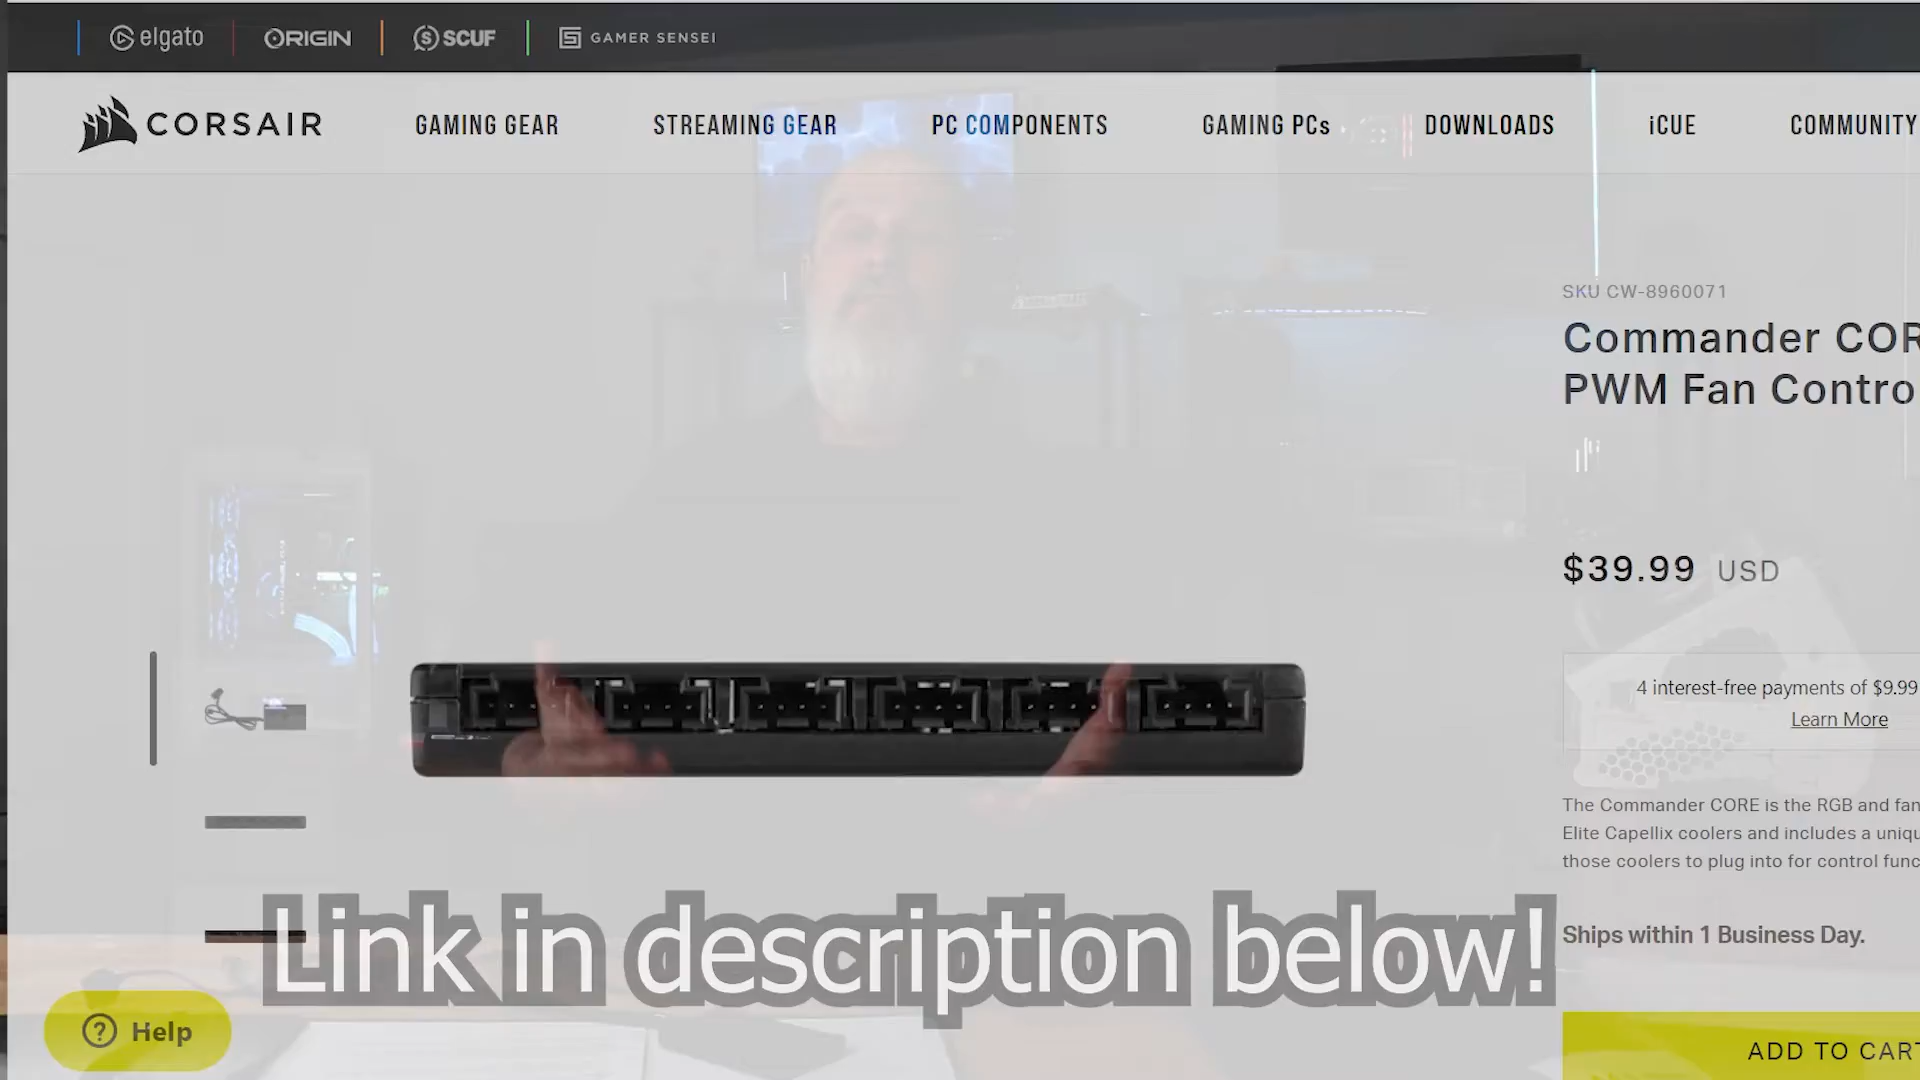 elgato
ORIGIN
SCUF
GAMER SENSEI
CORSAIR
GAMING GEAR
STREAMING GEAR
PC COMPONENTS
GAMING PCs
DOWNLOADS
iCUE
COMMUNITY
SKU CW-8960071
Commander COR
PWM Fan Contro
$39.99 USD
4 interest-free payments of $9.99
Learn More
The Commander CORE is the RGB and fan
Elite Capellix coolers and includes a uniqu
those coolers to plug into for control func
Ships within 1 Business Day.
Link in description below!
? Help
ADD TO CART